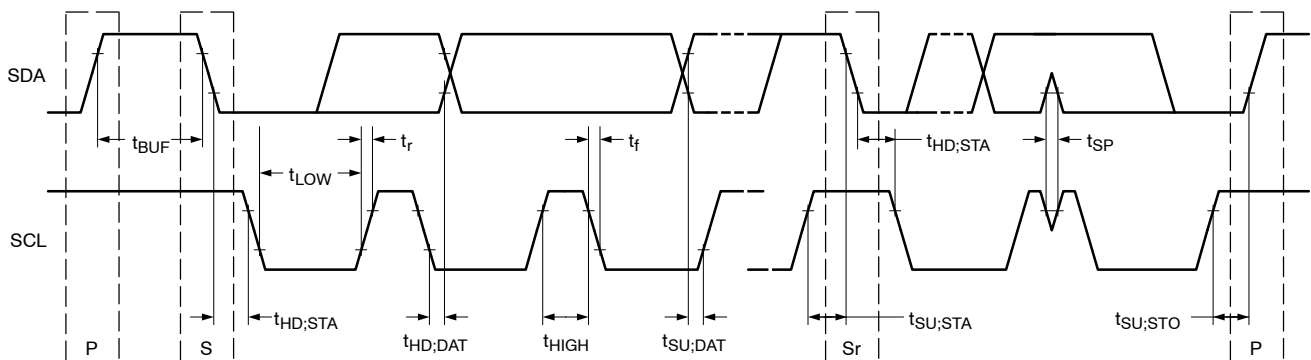 SDA
tBUF
tr
tf
tHD;STA
tSP
tLOW
SCL
tHD;STA
tHD;DAT
tHIGH
tSU;DAT
tSU;STA
tSU;STO
P
S
Sr
P